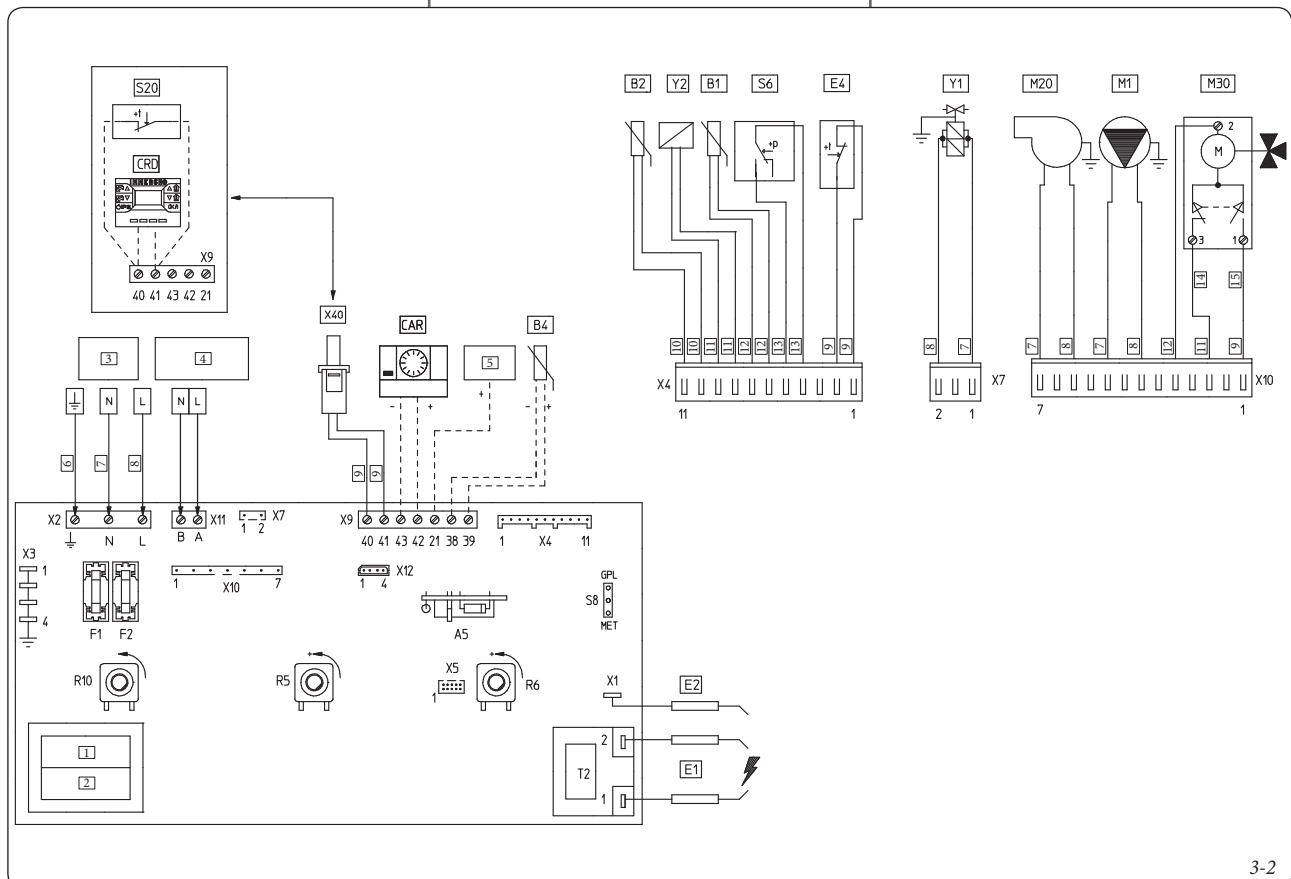 S20
+t
CRD
IMMERGAS
X9
40 41 43 42 21
B2 Y2 B1 S6 E4 Y1 M20 M1 M30
+p
+t
2
M
3 1
14 15
10 10 11 11 12 12 13 13 9 9
8 7
7 8 7 8 12 11 9
X4
11 1
X7
2 1
X10
7 1
X40
CAR
5
B4
- +
+
- +
3
4
N L N L
6 7 8
9 9
X2
N L
X11
B A
X7
1 2
X9
40 41 43 42 21 38 39
1 X4 11
X3
1
4
1 X10 7
X12
1 4
F1 F2
A5
GPL
S8
MET
R10
+
R5
X5
1
+
R6
X1
E2
2
T2
E1
1
1
2
3-2